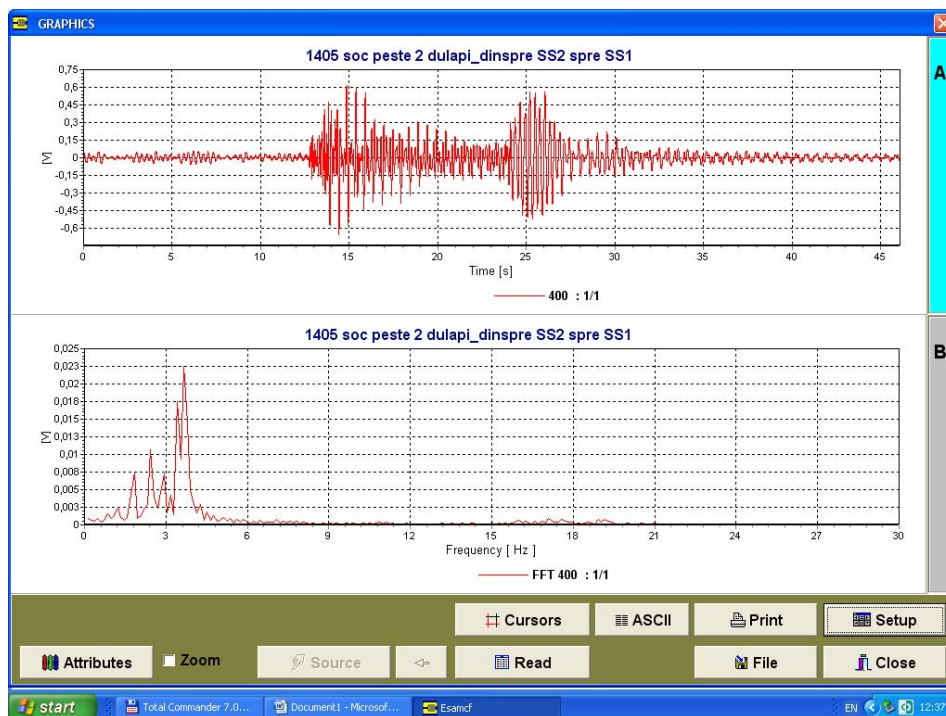 GRAPHICS
1405 soc peste 2 dulapi_dinspre SS2 spre SS1
0,75
0,6
0,45
0,3
0,15
0
-0,15
-0,3
-0,45
-0,6
[V]
0 5 10 15 20 25 30 35 40 45
Time [s]
400 : 1/1
A
1405 soc peste 2 dulapi_dinspre SS2 spre SS1
0,025
0,023
0,02
0,018
0,015
0,013
0,01
0,008
0,005
0,003
0
[V]
0 3 6 9 12 15 18 21 24 27 30
Frequency [ Hz ]
FFT 400 : 1/1
B
Cursors ASCII Print Setup
Attributes Zoom Source Read File Close
start Total Commander 7.0... Document1 - Microsof... Esamcf EN 12:37